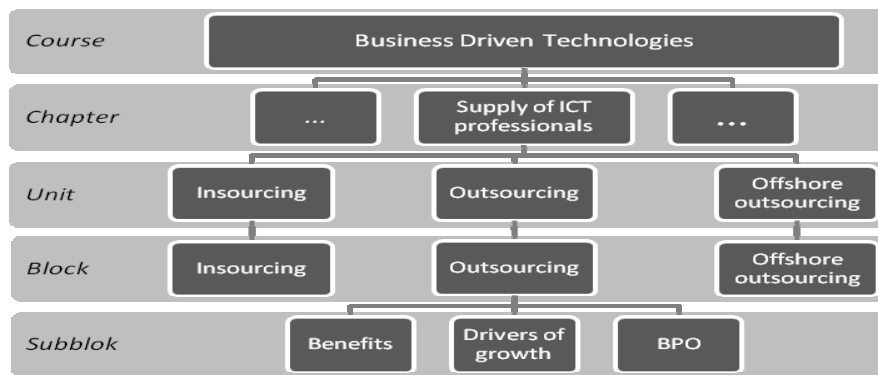 Course
Business Driven Technologies
Chapter
...
Supply of ICT
professionals
...
Unit
Insourcing
Outsourcing
Offshore
outsourcing
Block
Insourcing
Outsourcing
Offshore
outsourcing
Subblok
Benefits
Drivers of
growth
BPO